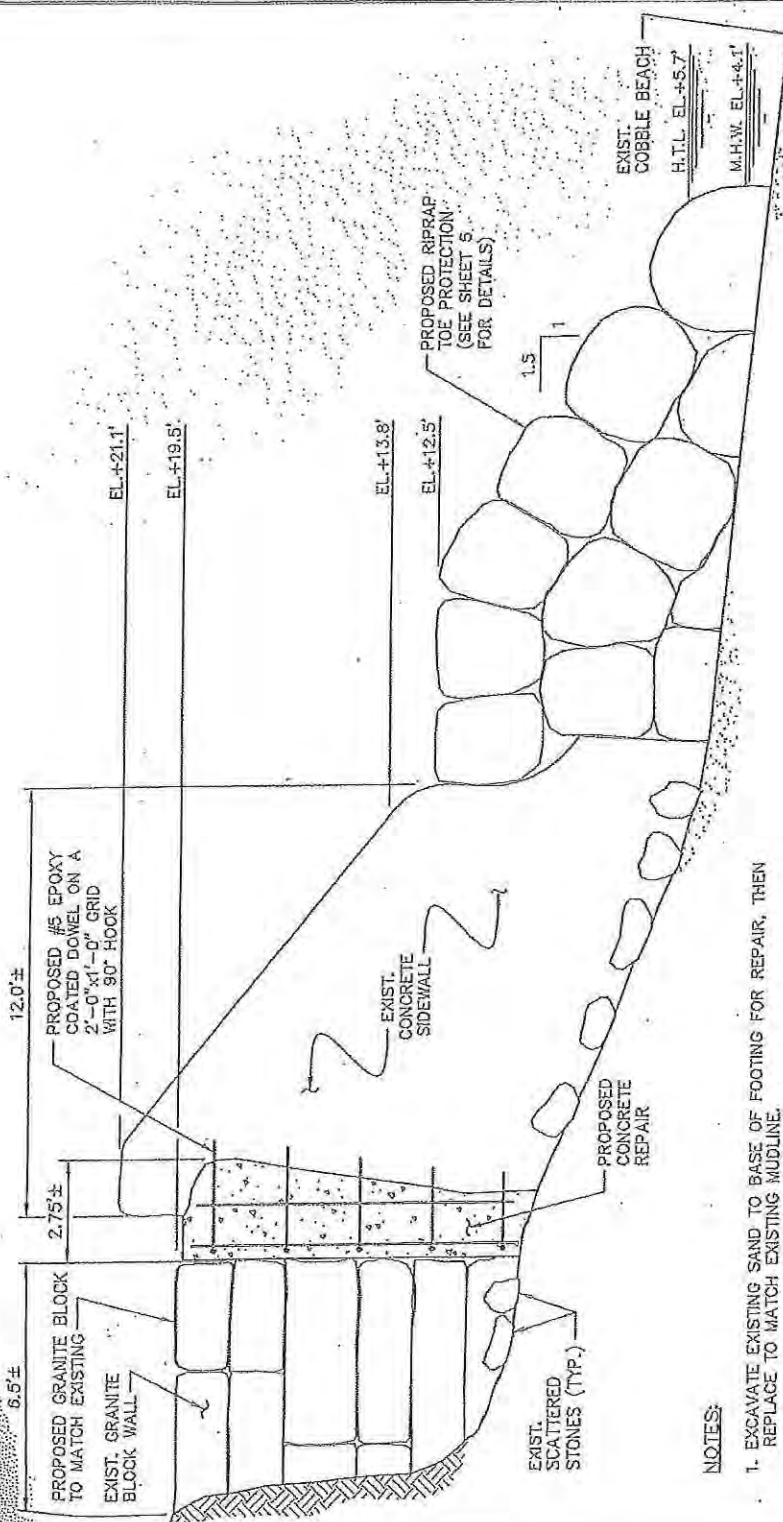 6.5'±
12.0'±
2.75'±
PROPOSED GRANITE BLOCK
TO MATCH EXISTING
EXIST. GRANITE
BLOCK WALL
PROPOSED #5 EPOXY
COATED DOWEL ON A
2'-0"x1'-0" GRID
WITH 90° HOOK
EL.+21.1'
EL.+19.5'
EL.+13.8'
EL.+12.5'
PROPOSED RIPRAP
TOE PROTECTION
(SEE SHEET 5
FOR DETAILS)
1.5
1
EXIST.
COBBLE BEACH
H.T.L. EL.+5.7'
M.H.W. EL.+4.1'
EXIST.
CONCRETE
SIDEWALL
PROPOSED
CONCRETE
REPAIR
EXIST.
SCATTERED
STONES (TYP.)
NOTES:
1. EXCAVATE EXISTING SAND TO BASE OF FOOTING FOR REPAIR, THEN
REPLACE TO MATCH EXISTING MUDLINE.